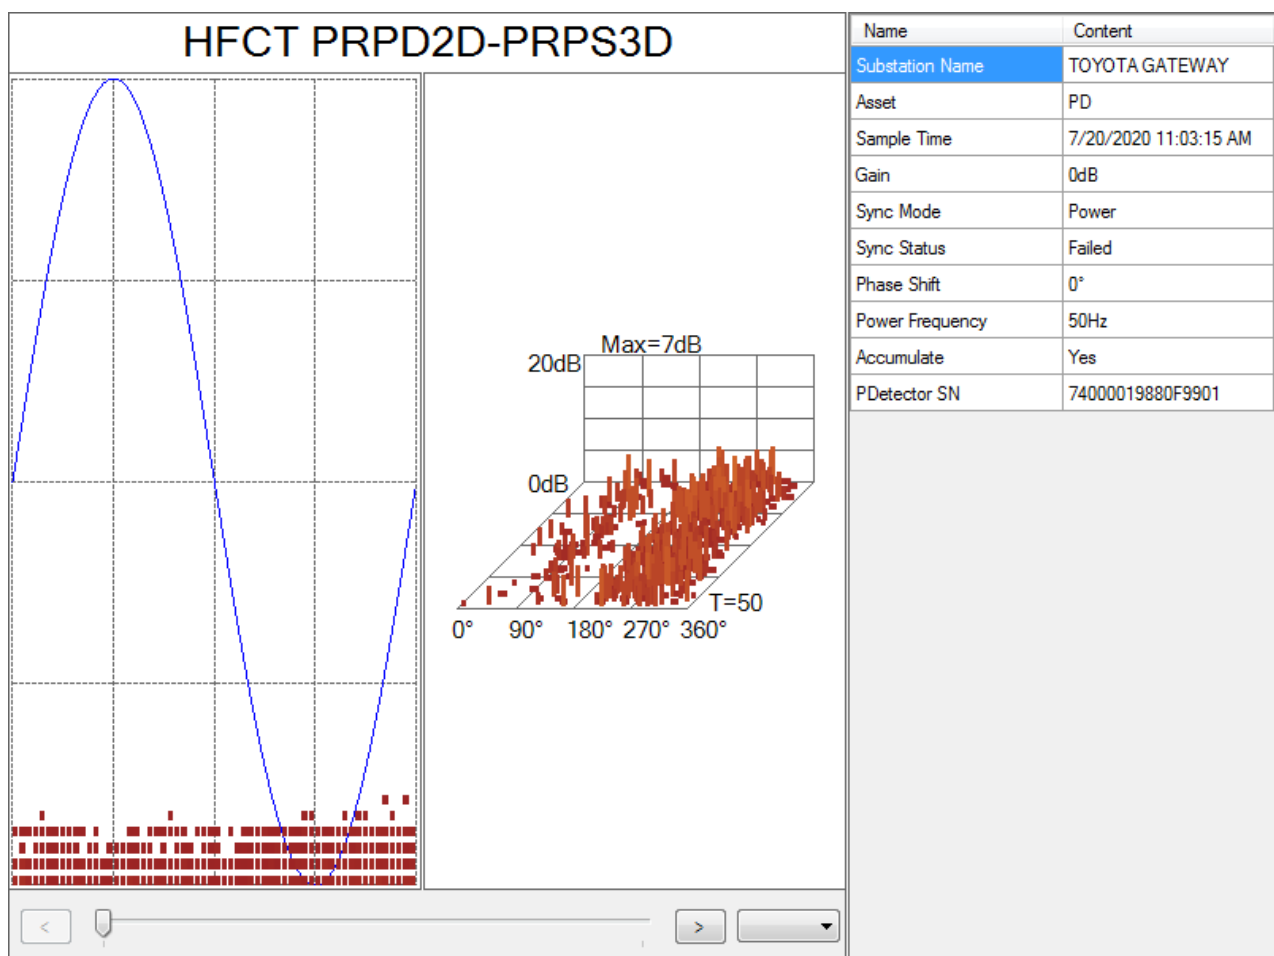 HFCT PRPD2D-PRPS3D
Max=7dB
20dB
0dB
T=50
0° 90° 180° 270° 360°
< >
Name Content
Substation Name TOYOTA GATEWAY
Asset PD
Sample Time 7/20/2020 11:03:15 AM
Gain 0dB
Sync Mode Power
Sync Status Failed
Phase Shift 0°
Power Frequency 50Hz
Accumulate Yes
PDetector SN 74000019880F9901